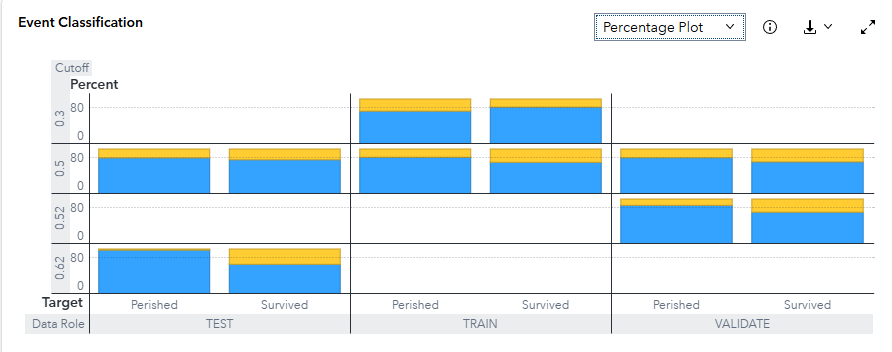 Event Classification
Percentage Plot
Cutoff
Percent
0.3
80
0
0.5
80
0
0.52
80
0
0.62
80
0
Target Perished Survived Perished Survived Perished Survived
Data Role TEST TRAIN VALIDATE